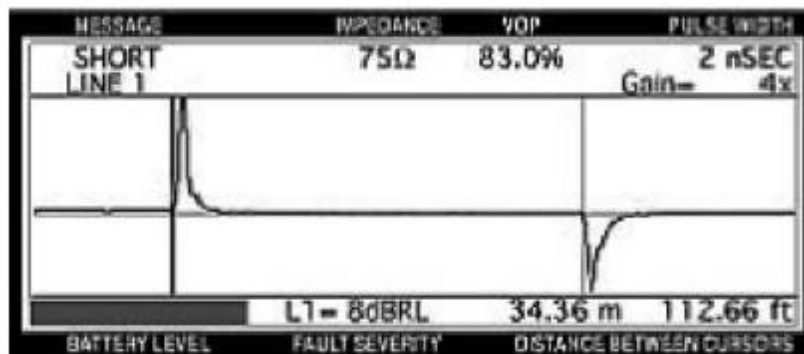 MESSAGE IMPEDANCE VOP PULSE WIDTH
SHORT 75Ω 83.0% 2 nSEC
LINE 1 Gain= 4x
L1= 8dBRL 34.36 m 112.66 ft
BATTERY LEVEL FAULT SEVERITY DISTANCE BETWEEN CURSORS